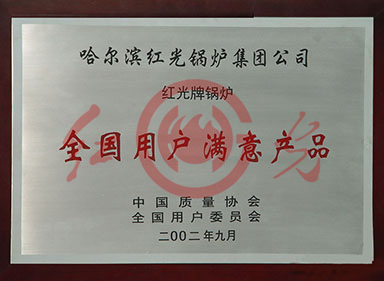 哈尔滨红光锅炉集团公司
红光牌锅炉
全国用户满意产品
红光
中国质量协会
全国用户委员会
二〇〇二年九月